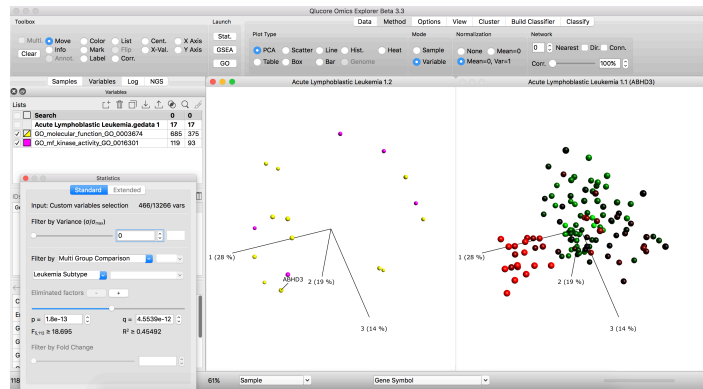 Qlucore Omics Explorer Beta 3.3
Toolbox
Launch
Data Method Options View Cluster Build Classifier Classify
Multi. Move Color List Cent. X Axis
Info Mark Flip X-Val. Y Axis
Clear
Annot. Label Corr.
Stat.
GSEA
GO
Plot Type
PCA Scatter Line Hist. Heat
Table Box Bar Genome
Mode
Sample
Variable
Normalization
None Mean=0
Mean=0, Var=1
Network
0 Nearest Dir. Conn.
Corr. 100%
Samples Variables Log NGS
Variables
Lists
Search 0 0
Acute Lymphoblastic Leukemia.gedata 1 17 17
GO_molecular_function_GO_0003674 685 375
GO_mf_kinase_activity_GO_0016301 119 93
Statistics
Standard Extended
Input: Custom variables selection 466/13266 vars
Filter by Variance (σ/σmax)
0
Filter by Multi Group Comparison
Leukemia Subtype
Eliminated factors - +
p = 1.8e-13 q = 4.5539e-12
R² ≥ 0.45492
Filter by Fold Change
Acute Lymphoblastic Leukemia 1.2
1 (28 %)
ABHD3
2 (19 %)
3 (14 %)
Acute Lymphoblastic Leukemia 1.1 (ABHD3)
1 (28 %)
2 (19 %)
3 (14 %)
118
61% Sample Gene Symbol